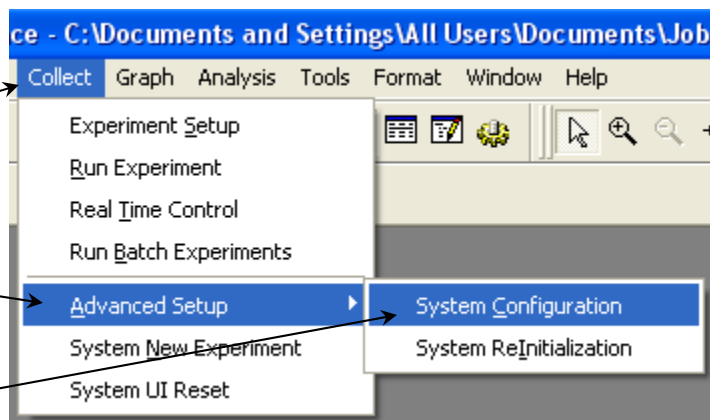 ce - C:\Documents and Settings\All Users\Documents\Job
Collect Graph Analysis Tools Format Window Help
Experiment Setup
Run Experiment
Real Time Control
Run Batch Experiments
Advanced Setup System Configuration
System New Experiment System ReInitialization
System UI Reset